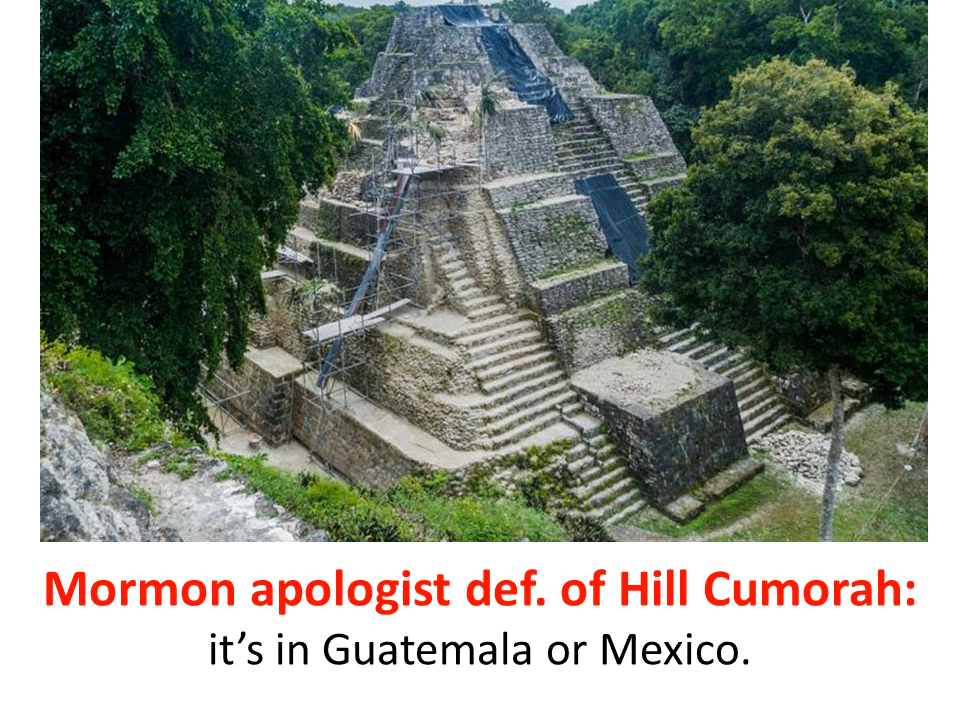 Mormon apologist def. of Hill Cumorah:
it’s in Guatemala or Mexico.